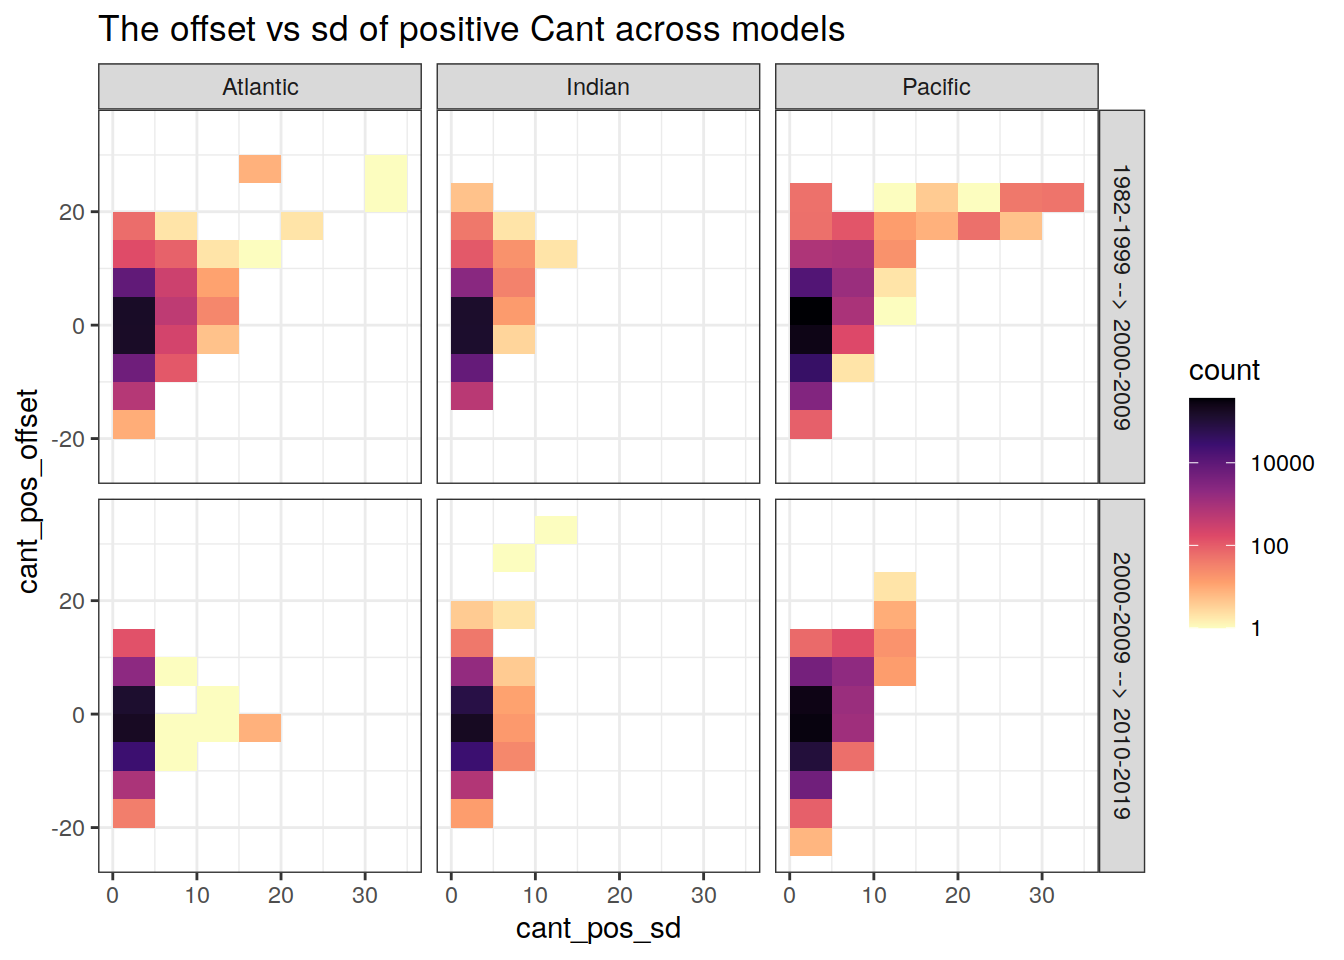 The offset vs sd of positive Cant across models
Atlantic
Indian
Pacific
20
0
-20
1982-1999 --> 2000-2009
20
0
-20
2000-2009 --> 2010-2019
0 10 20 30
0 10 20 30
0 10 20 30
cant_pos_sd
cant_pos_offset
count
10000
100
1